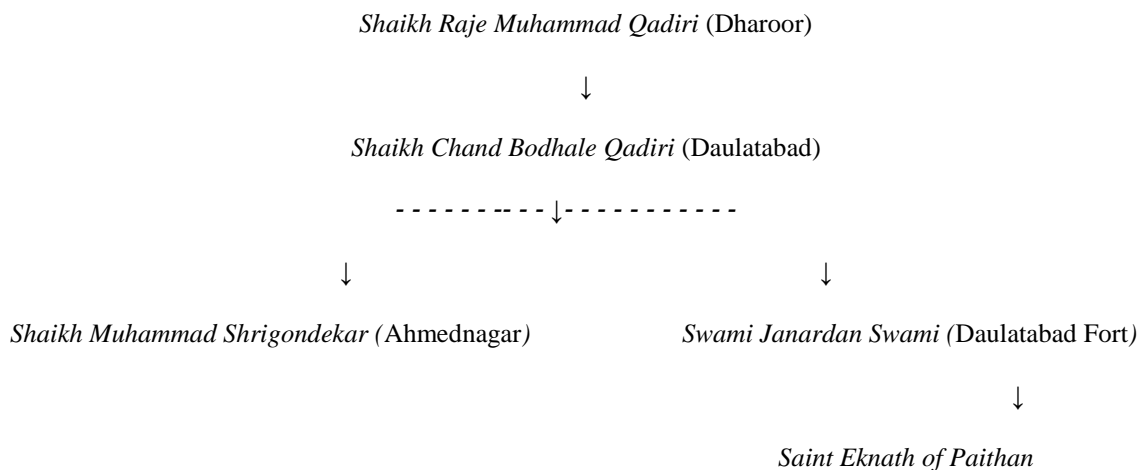 Shaikh Raje Muhammad Qadiri (Dharoor)
↓
Shaikh Chand Bodhale Qadiri (Daulatabad)
- - - - - - -- - - ↓- - - - - - - - - - -
↓ ↓
Shaikh Muhammad Shrigondekar (Ahmednagar) Swami Janardan Swami (Daulatabad Fort)
↓
Saint Eknath of Paithan